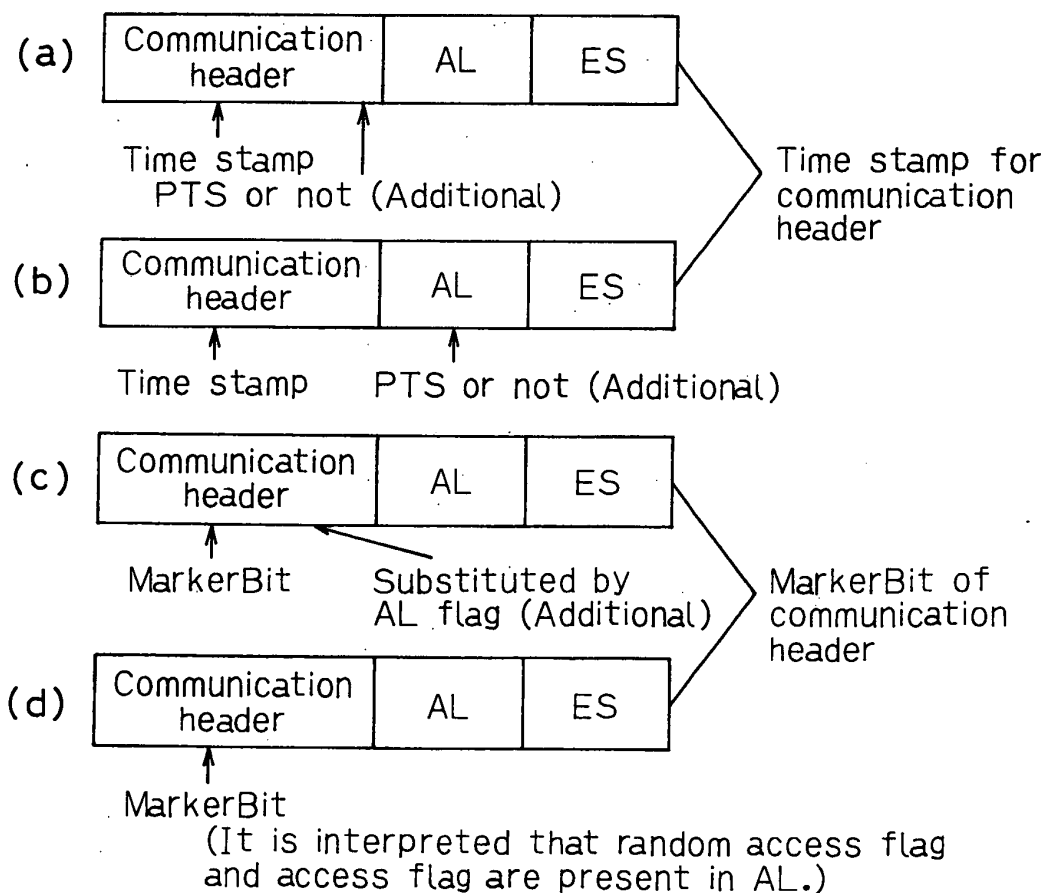 (a)
Communication
header
AL
ES
Time stamp
PTS or not (Additional)
Time stamp for
communication
header
(b)
Communication
header
AL
ES
Time stamp
PTS or not (Additional)
(c)
Communication
header
AL
ES
MarkerBit
Substituted by
AL flag (Additional)
MarkerBit of
communication
header
(d)
Communication
header
AL
ES
MarkerBit
(It is interpreted that random access flag
and access flag are present in AL.)